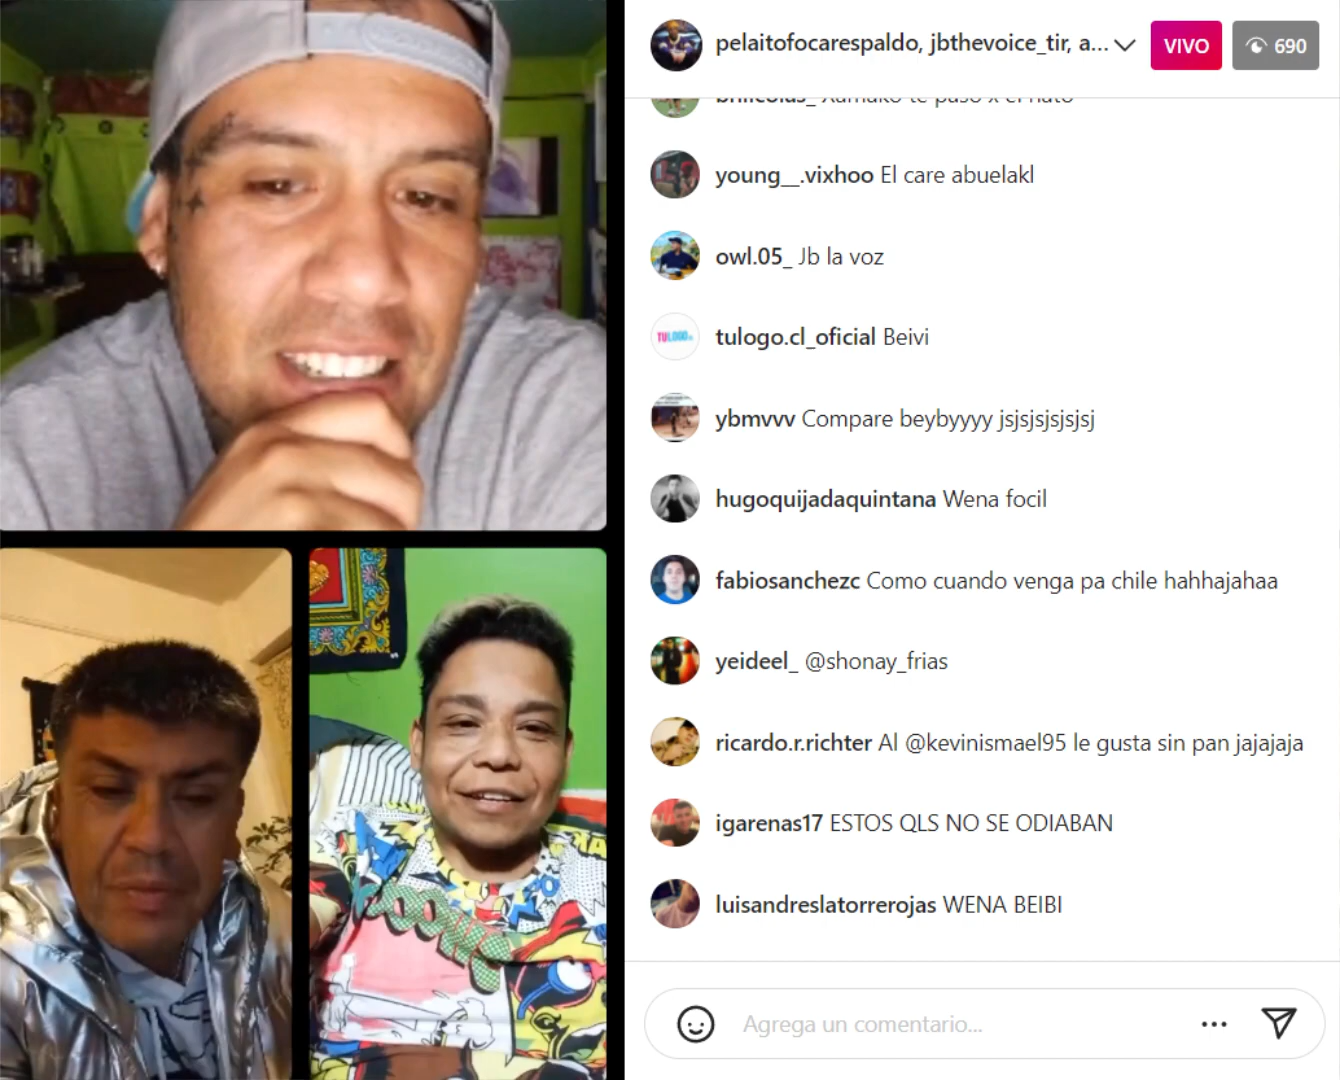 pelaitofocarespaldo, jbthevoice_tir, a...
VIVO
690
young__.vixhoo El care abuelakl
owl.05_ Jb la voz
TULOGO
tulogo.cl_oficial Beivi
ybmvvv Compare beybyyyy jsjsjsjsjsjsj
hugoquijadaquintana Wena focil
fabiosanchezc Como cuando venga pa chile hahhajahaa
yeideel_ @shonay_frias
ricardo.r.richter Al @kevinismael95 le gusta sin pan jajajaja
igarenas17 ESTOS QLS NO SE ODIABAN
luisandreslatorrerojas WENA BEIBI
Agrega un comentario...